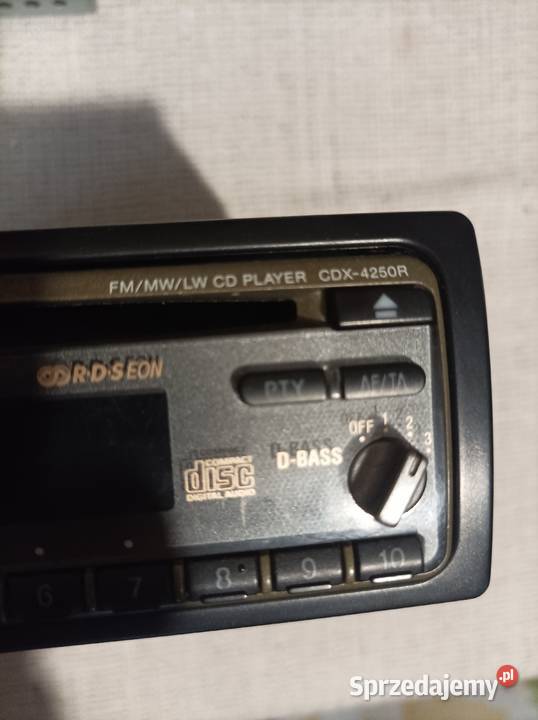 FM/MW/LW CD PLAYER CDX-4250R
R·D·S EON
PTY AF/TA
OFF 1 2 3
D-BASS
COMPACT
disc
DIGITAL AUDIO
6 7 8 9 10
Sprzedajemy.pl